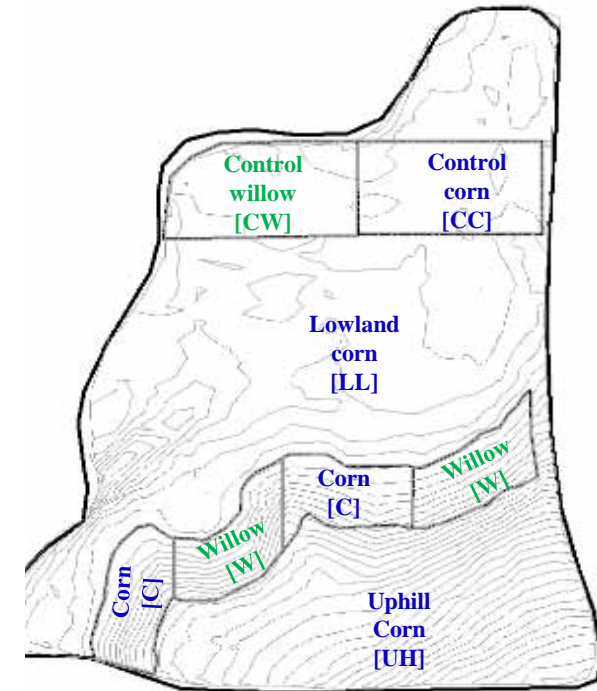 Control
willow
[CW]
Control
corn
[CC]
Lowland
corn
[LL]
Willow
[W]
Corn
[C]
Willow
[W]
Corn
[C]
Uphill
Corn
[UH]